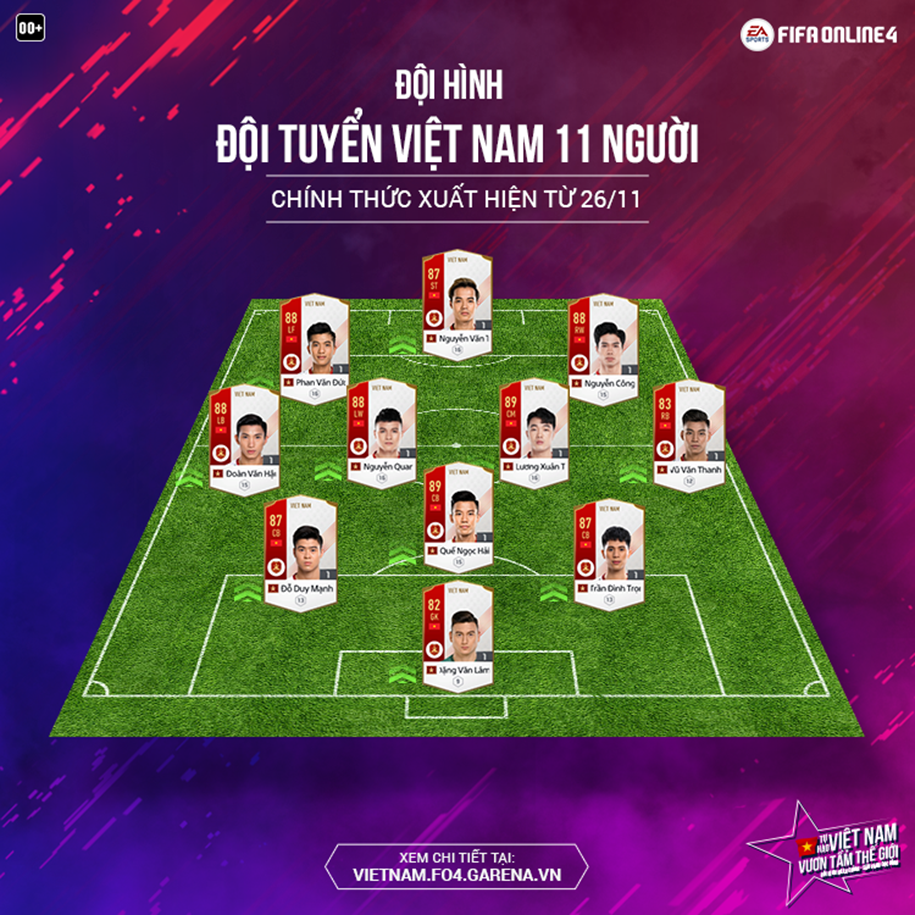 00+
EA SPORTS FIFA ONLINE 4
ĐỘI HÌNH
ĐỘI TUYỂN VIỆT NAM 11 NGƯỜI
CHÍNH THỨC XUẤT HIỆN TỪ 26/11
VIET NAM
87
ST
1
Nguyễn Văn T
15
VIET NAM
88
LF
1
Phan Văn Đức
15
VIET NAM
88
RW
1
Nguyễn Công
15
VIET NAM
88
LB
1
Đoàn Văn Hậ
15
VIET NAM
88
LW
1
Nguyễn Quan
16
VIET NAM
89
CM
1
Lương Xuân T
16
VIET NAM
83
RB
1
Vũ Văn Thanh
12
VIET NAM
89
CB
1
Quế Ngọc Hải
15
VIET NAM
87
CB
1
Đỗ Duy Mạnh
13
VIET NAM
87
CB
1
Trần Đình Trọ
13
VIET NAM
82
GK
1
Đặng Văn Lâm
9
XEM CHI TIẾT TẠI:
VIETNAM.FO4.GARENA.VN
TỰ HÀO VIỆT NAM
VƯƠN TẦM THẾ GIỚI